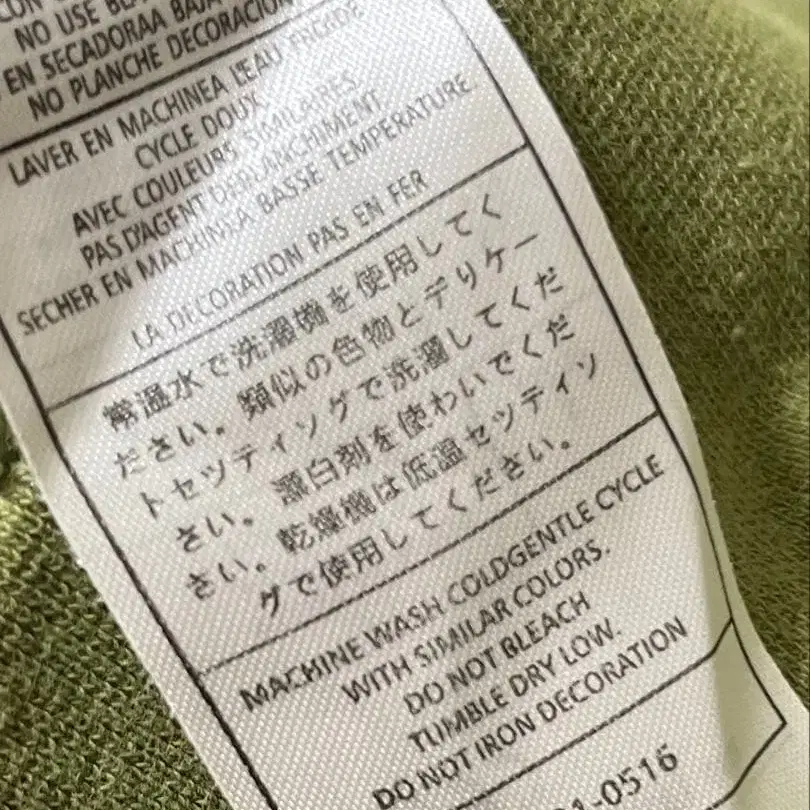 NO USE
EN SECADORAA BAJA
NO PLANCHE DECORACION
LAVER EN MACHINEA L'EAU
CYCLE DOUX
AVEC COULEURS SIMILAIRES.
PAS D'AGENT DEBLANCHIMENT
SECHER EN MACHINEA BASSE TEMPERATURE.
LA DECORATION PAS EN FER
常温水で洗濯機を使用してく
ださい。類似の色物とデりケー
トセツティングで洗濯してくだ
さい。漂白剤を使わいでくだ
さい。乾燥機は低温セツティン
グで使用してください。
MACHINE WASH COLDGENTLE CYCLE
WITH SIMILAR COLORS.
DO NOT BLEACH
TUMBLE DRY LOW.
DO NOT IRON DECORATION
1-0516